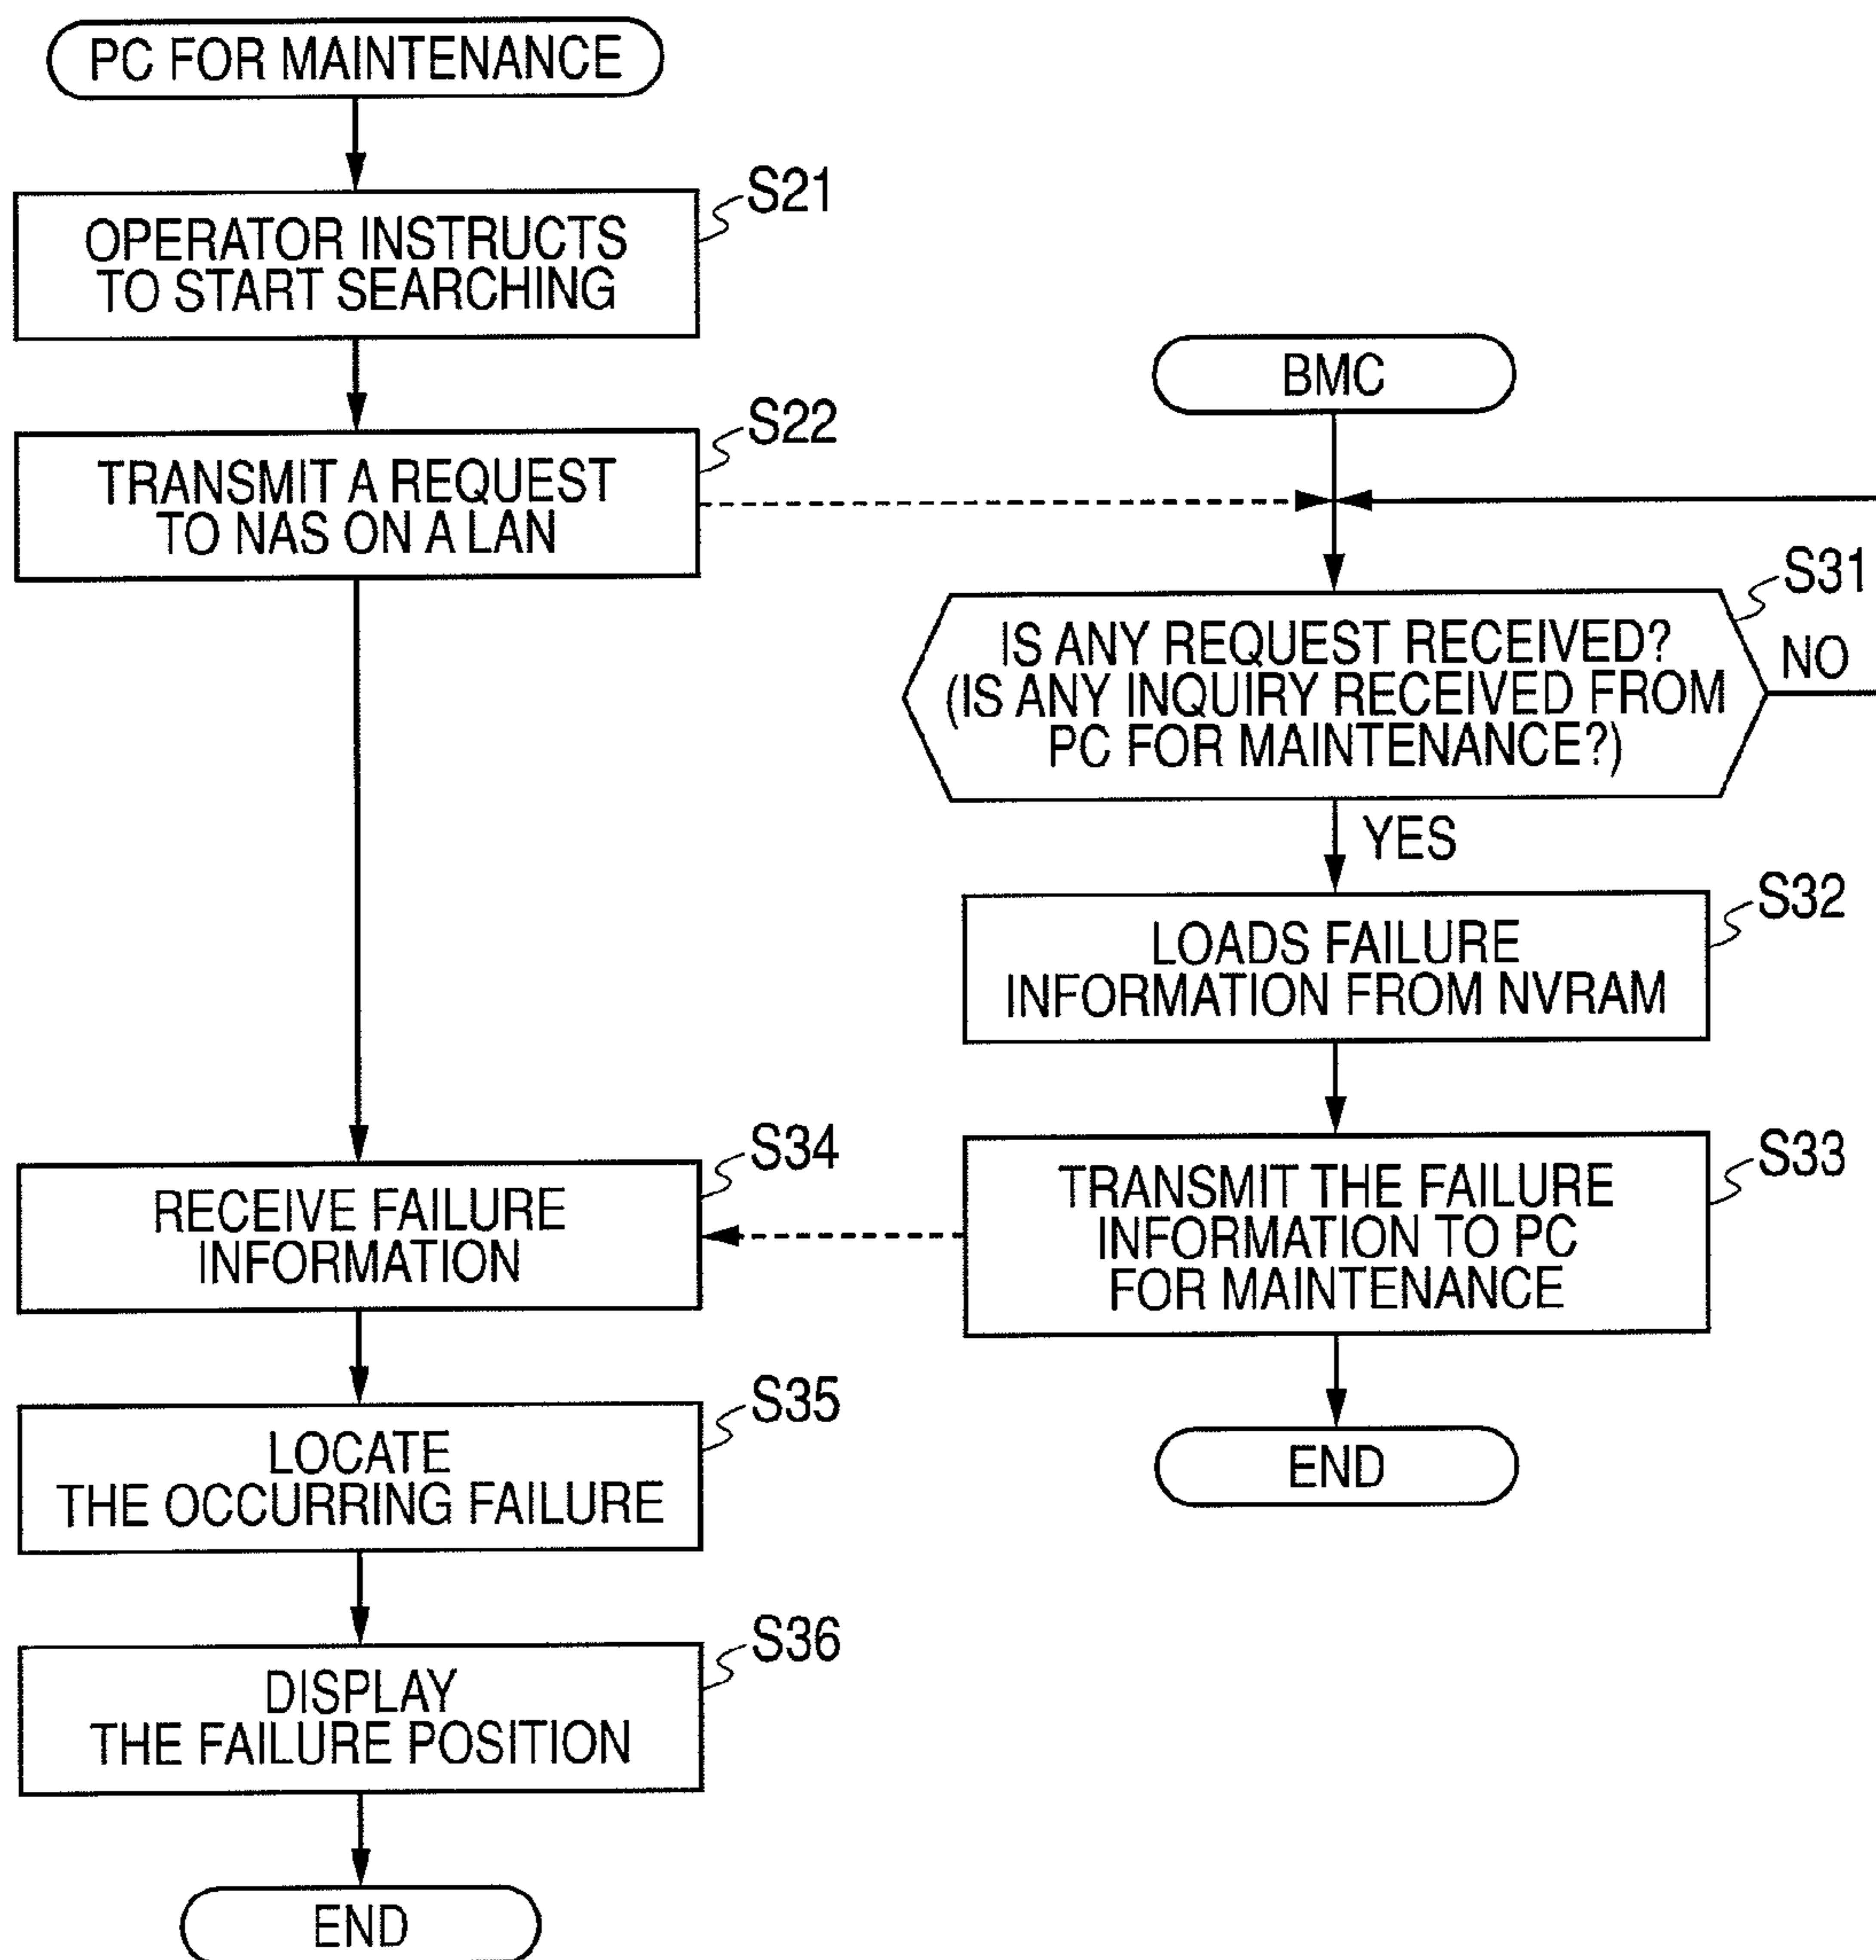 PC FOR MAINTENANCE
S21
OPERATOR INSTRUCTS
TO START SEARCHING
S22
TRANSMIT A REQUEST
TO NAS ON A LAN
BMC
S31
IS ANY REQUEST RECEIVED?
(IS ANY INQUIRY RECEIVED FROM
PC FOR MAINTENANCE?)
NO
YES
S32
LOADS FAILURE
INFORMATION FROM NVRAM
S33
TRANSMIT THE FAILURE
INFORMATION TO PC
FOR MAINTENANCE
END
S34
RECEIVE FAILURE
INFORMATION
S35
LOCATE
THE OCCURRING FAILURE
S36
DISPLAY
THE FAILURE POSITION
END